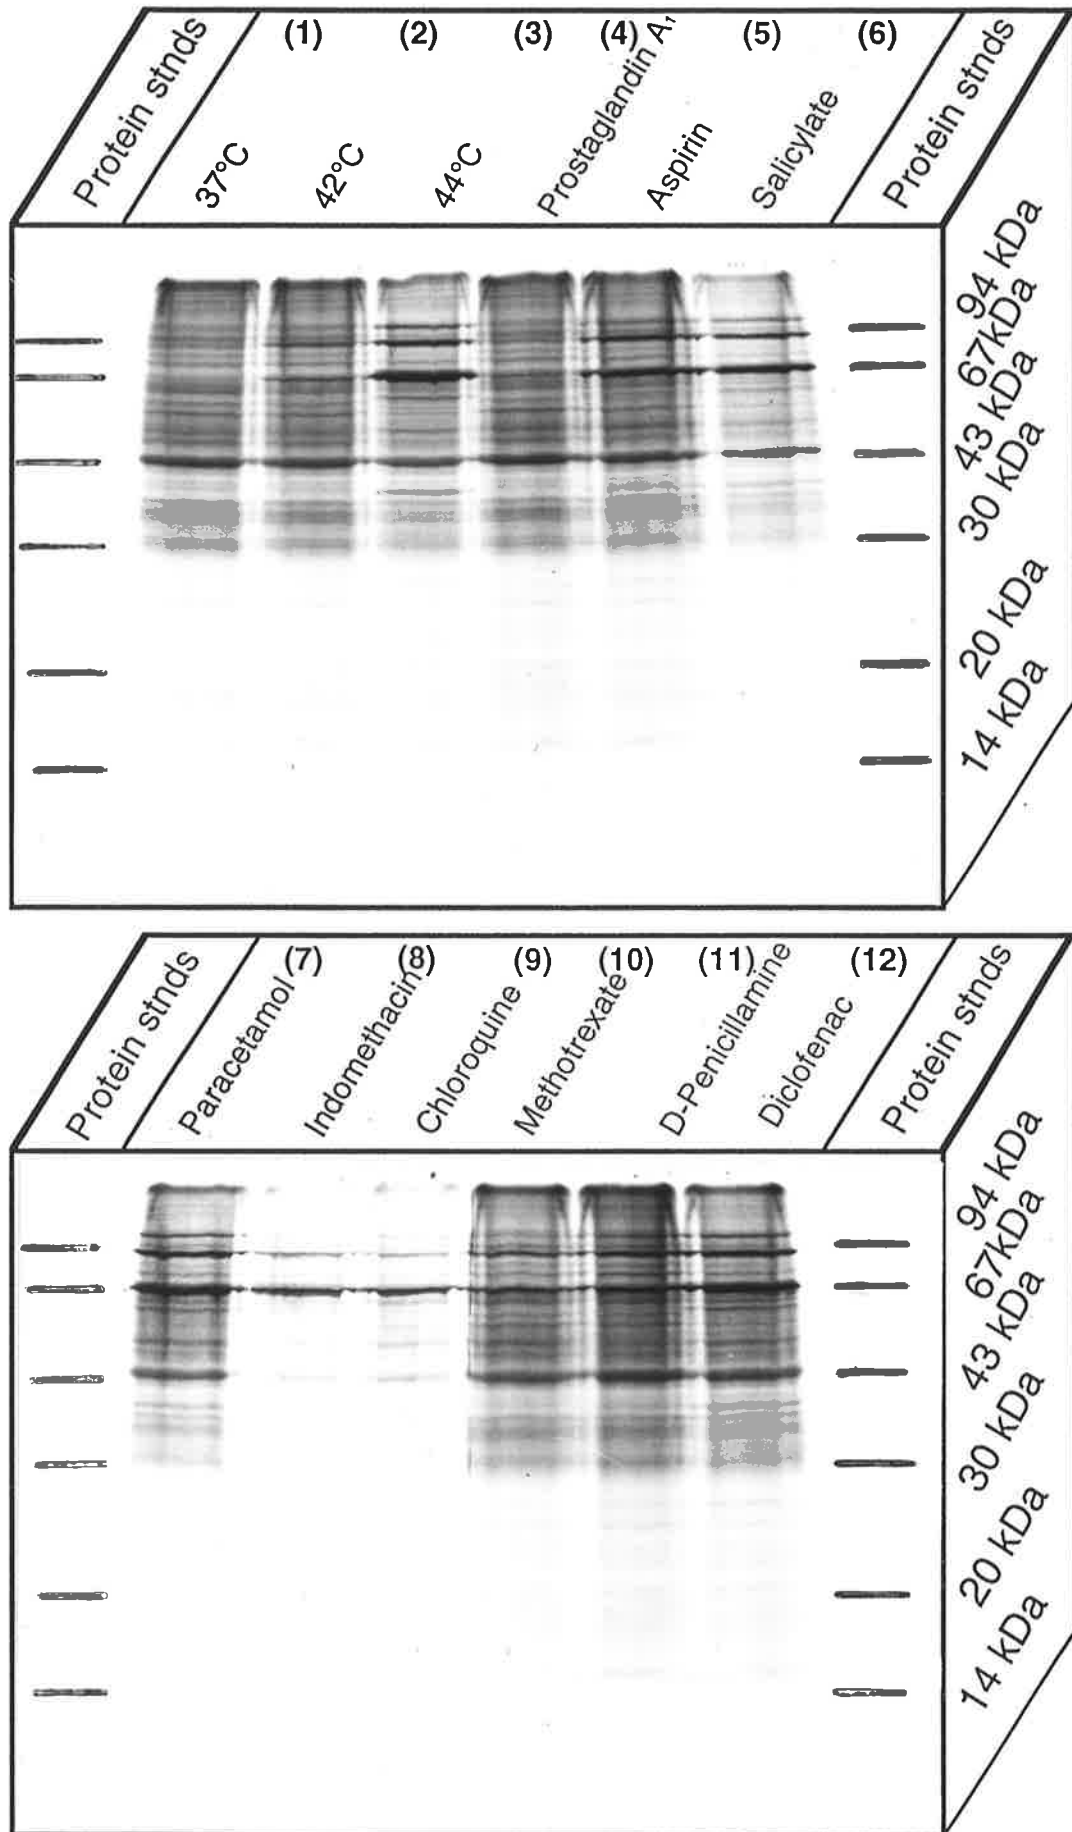 (1) (2) (3) (4) (5) (6)
Protein stnds
37°C
42°C
44°C
Prostaglandin A₁
Aspirin
Salicylate
Protein stnds
94 kDa
67kDa
43 kDa
30 kDa
20 kDa
14 kDa
(7) (8) (9) (10) (11) (12)
Protein stnds
Paracetamol
Indomethacin
Chloroquine
Methotrexate
D-Penicillamine
Diclofenac
Protein stnds
94 kDa
67kDa
43 kDa
30 kDa
20 kDa
14 kDa